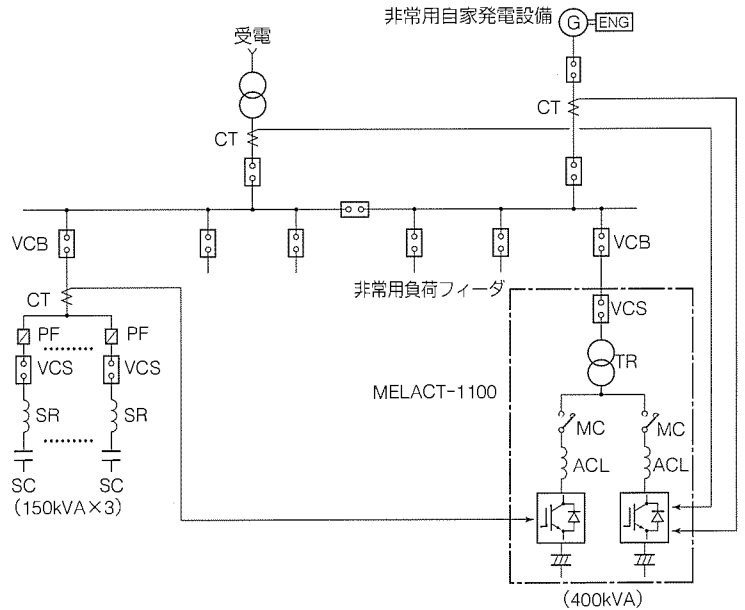 非常用自家発電設備
G
ENG
受電
CT
CT
VCB
VCB
非常用負荷フィーダ
CT
VCS
PF
PF
VCS
VCS
TR
MELACT-1100
SR
SR
MC
MC
ACL
ACL
SC
SC
(150kVA×3)
(400kVA)